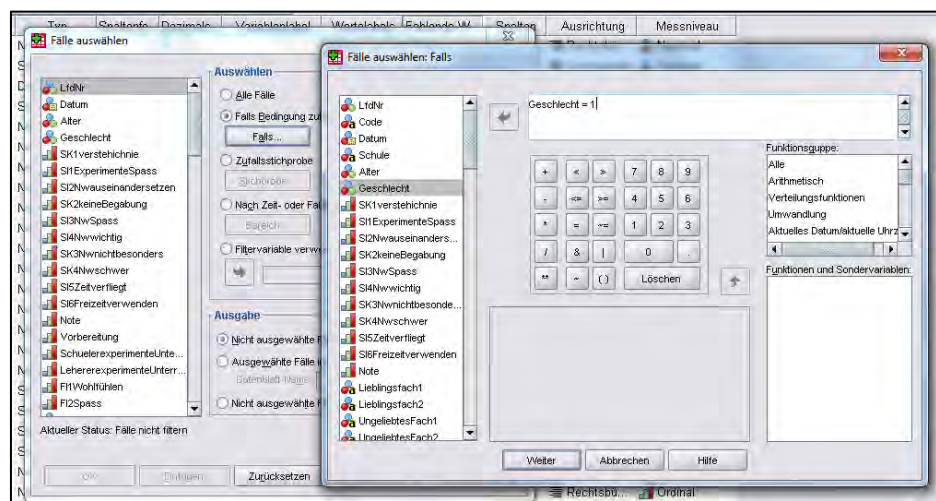 Typ Spaltenfo Dezimals Variablenlabel Wertelabels Fehlende W Spalten Ausrichtung Messniveau
Fälle auswählen
LfdNr
Datum
Alter
Geschlecht
SK1verstehichnie
SI1ExperimenteSpass
SI2Nwauseinandersetzen
SK2keineBegabung
SI3NwSpass
SI4Nwwichtig
SK3Nwnichtbesonders
SK4Nwschwer
SI5Zeitverfliegt
SI6Freizeitverwenden
Note
Vorbereitung
SchuelerexperimenteUnte...
LehererexperimenteUnterr...
FI1Wohlfühlen
FI2Spass
Aktueller Status: Fälle nicht filtern
Auswählen
Alle Fälle
Falls Bedingung zu
Falls...
Zufallsstichprobe
Stichprobe
Nach Zeit- oder Fal
Bereich
Filtervariable verwe
Ausgabe
Nicht ausgewählte F
Ausgewählte Fälle i
Datenblatt-Name
Nicht ausgewählte F
OK Einfügen Zurücksetzen
Fälle auswählen: Falls
LfdNr
Code
Datum
Schule
Alter
Geschlecht
SK1verstehichnie
SI1ExperimenteSpass
SI2Nwauseinanders...
SK2keineBegabung
SI3NwSpass
SI4Nwwichtig
SK3Nwnichtbesonde...
SK4Nwschwer
SI5Zeitverfliegt
SI6Freizeitverwenden
Note
Lieblingsfach1
Lieblingsfach2
UngeliebtesFach1
UngeliebtesFach2
Geschlecht = 1
+ < > 7 8 9
- <= >= 4 5 6
* = ~= 1 2 3
/ & | 0 .
** ~ ( ) Löschen
Funktionsgruppe:
Alle
Arithmetisch
Verteilungsfunktionen
Umwandlung
Aktuelles Datum/aktuelle Uhrz
Funktionen und Sondervariablen:
Weiter Abbrechen Hilfe
Rechtsbü... Ordinal